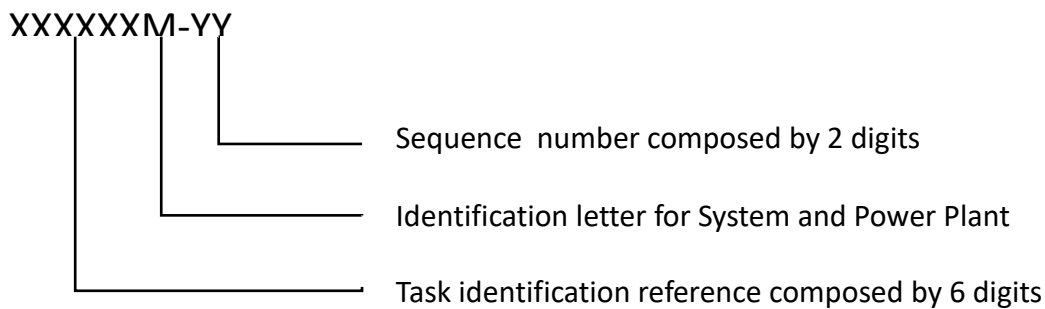 XXXXXXM-YY
Sequence number composed by 2 digits
Identification letter for System and Power Plant
Task identification reference composed by 6 digits